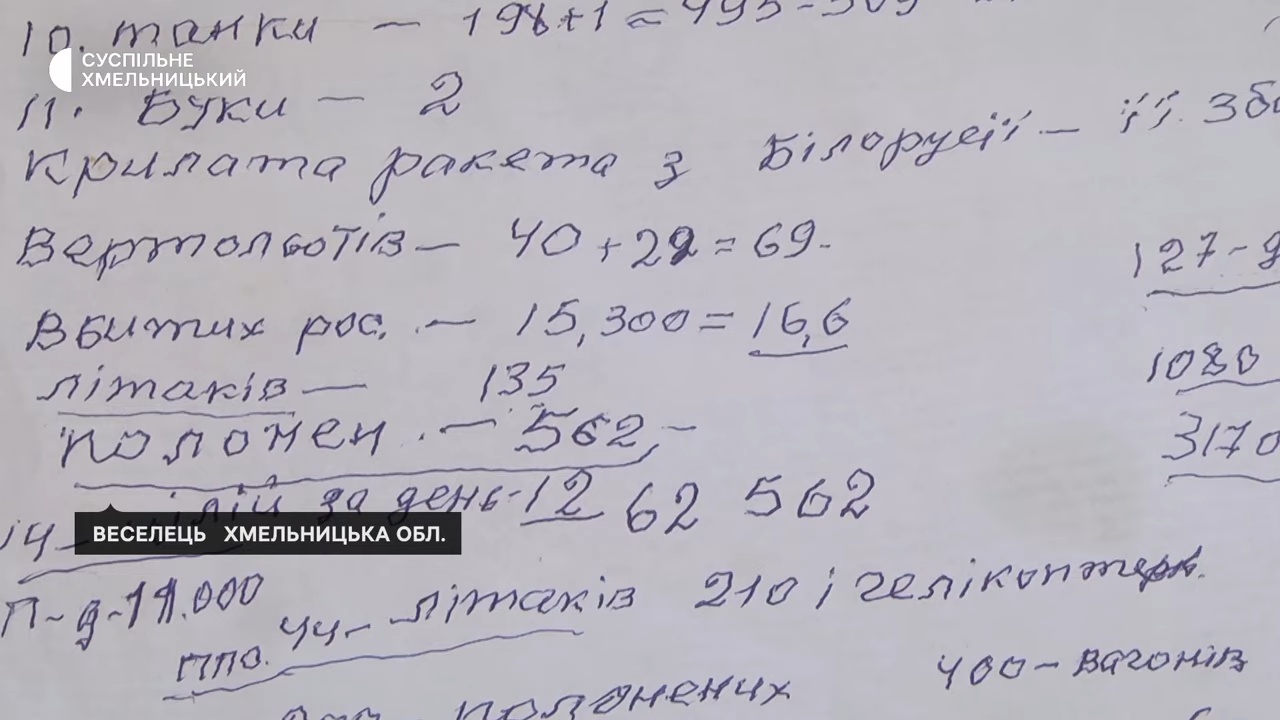 10. танки — 198+1 = 495-509
СУСПІЛЬНЕ
ХМЕЛЬНИЦЬКИЙ
11. Буки — 2
Крилата ракета з Білорусії — її зби
Вертольотів — 40 + 29 = 69-
127-
Вбитих рос. — 15,300 = 16,6
1080
літаків — 135
полонен. — 562,-
3170
за день-12 62 562
14-
ВЕСЕЛЕЦЬ ХМЕЛЬНИЦЬКА ОБЛ.
П-д-11.000
ППО. 44- літаків 210 і гелікоптерів.
400 - вагонів
полонених